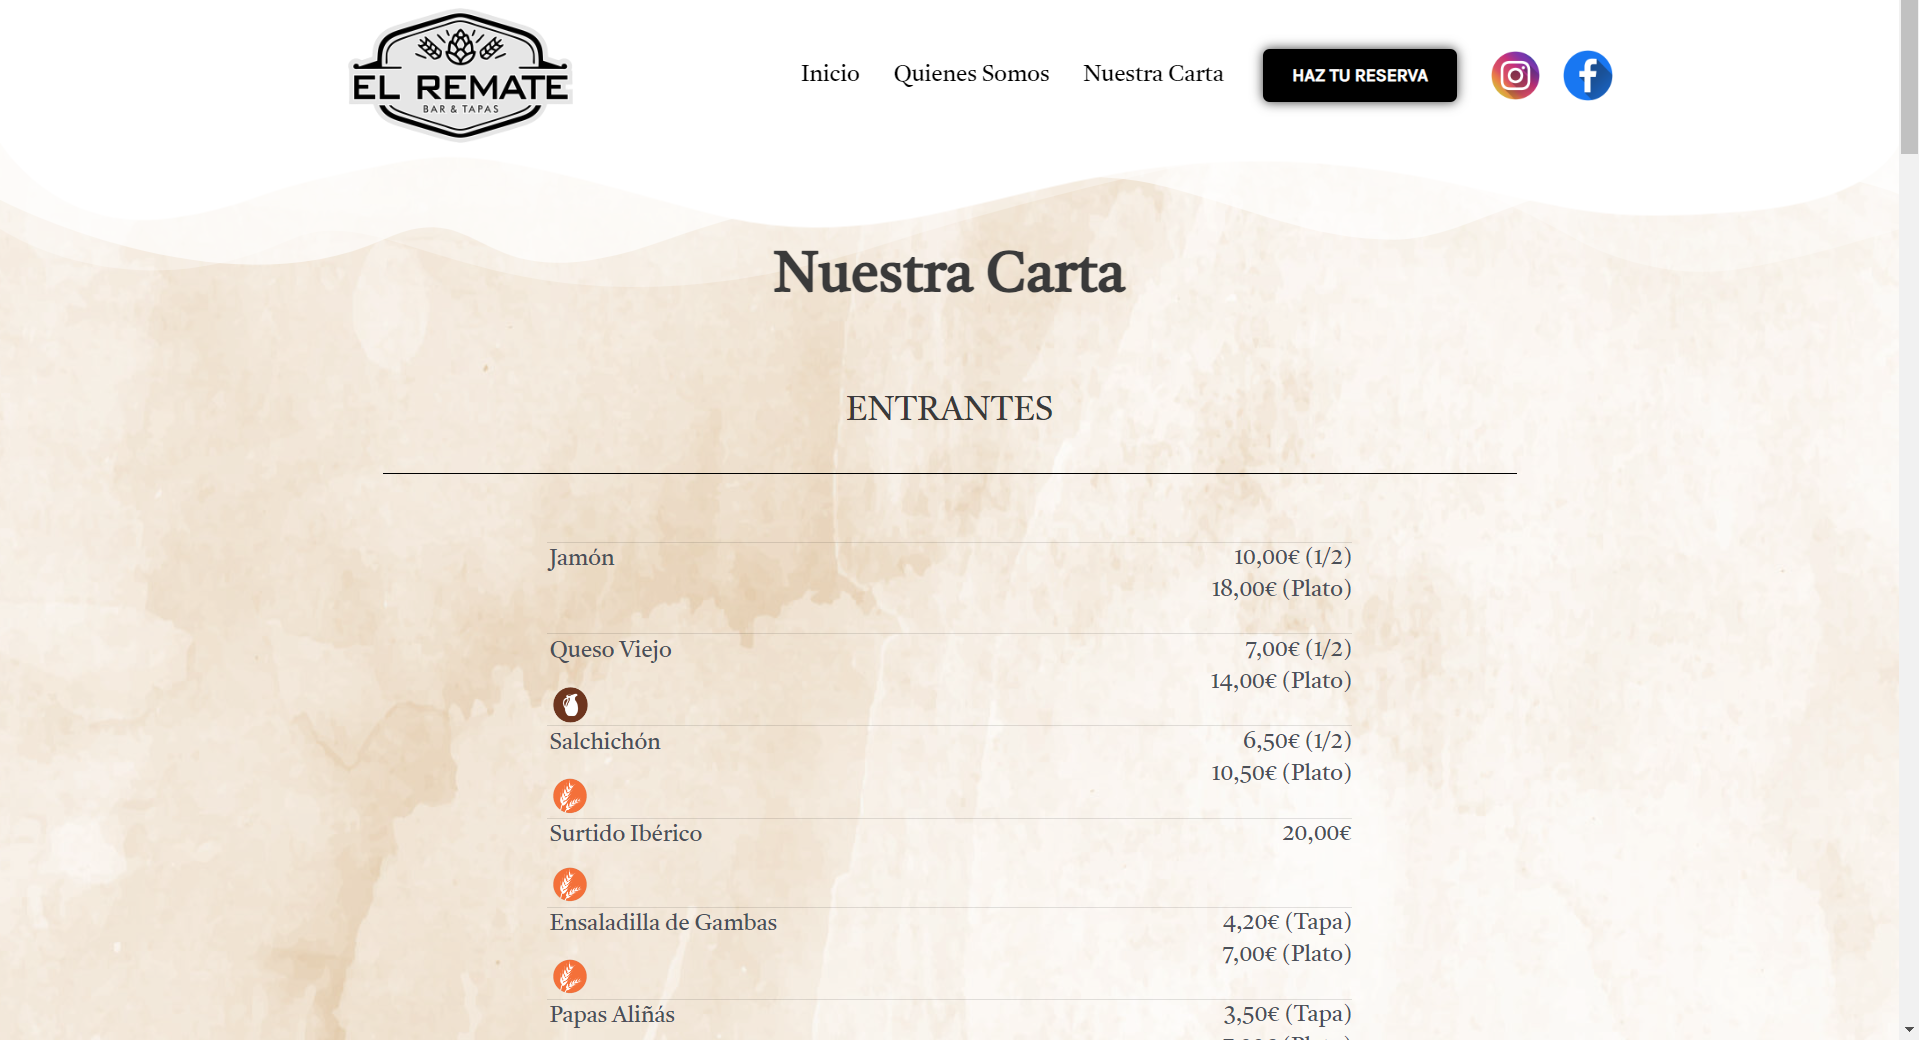 EL REMATE
BAR & TAPAS
Inicio
Quienes Somos
Nuestra Carta
HAZ TU RESERVA
Nuestra Carta
ENTRANTES
Jamón
10,00€ (1/2)
18,00€ (Plato)
Queso Viejo
7,00€ (1/2)
14,00€ (Plato)
Salchichón
6,50€ (1/2)
10,50€ (Plato)
Surtido Ibérico
20,00€
Ensaladilla de Gambas
4,20€ (Tapa)
7,00€ (Plato)
Papas Aliñás
3,50€ (Tapa)